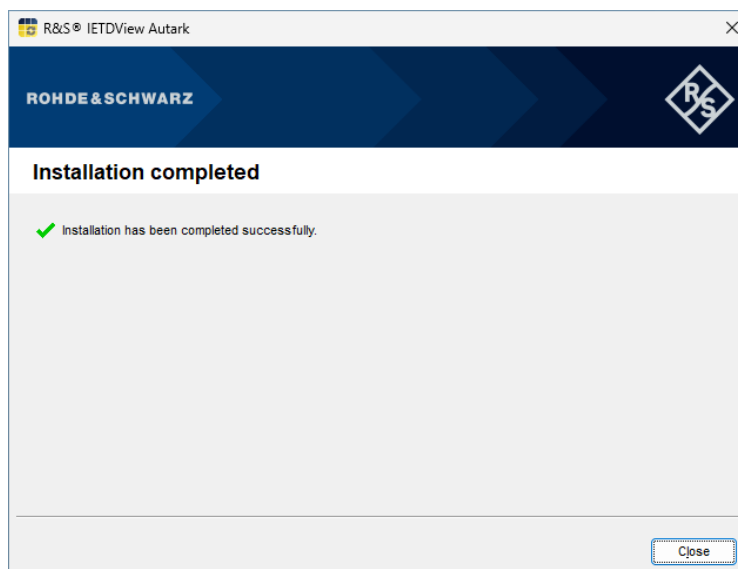 R&S® IETDView Autark
ROHDE&SCHWARZ
R&S
Installation completed
Installation has been completed successfully.
Close